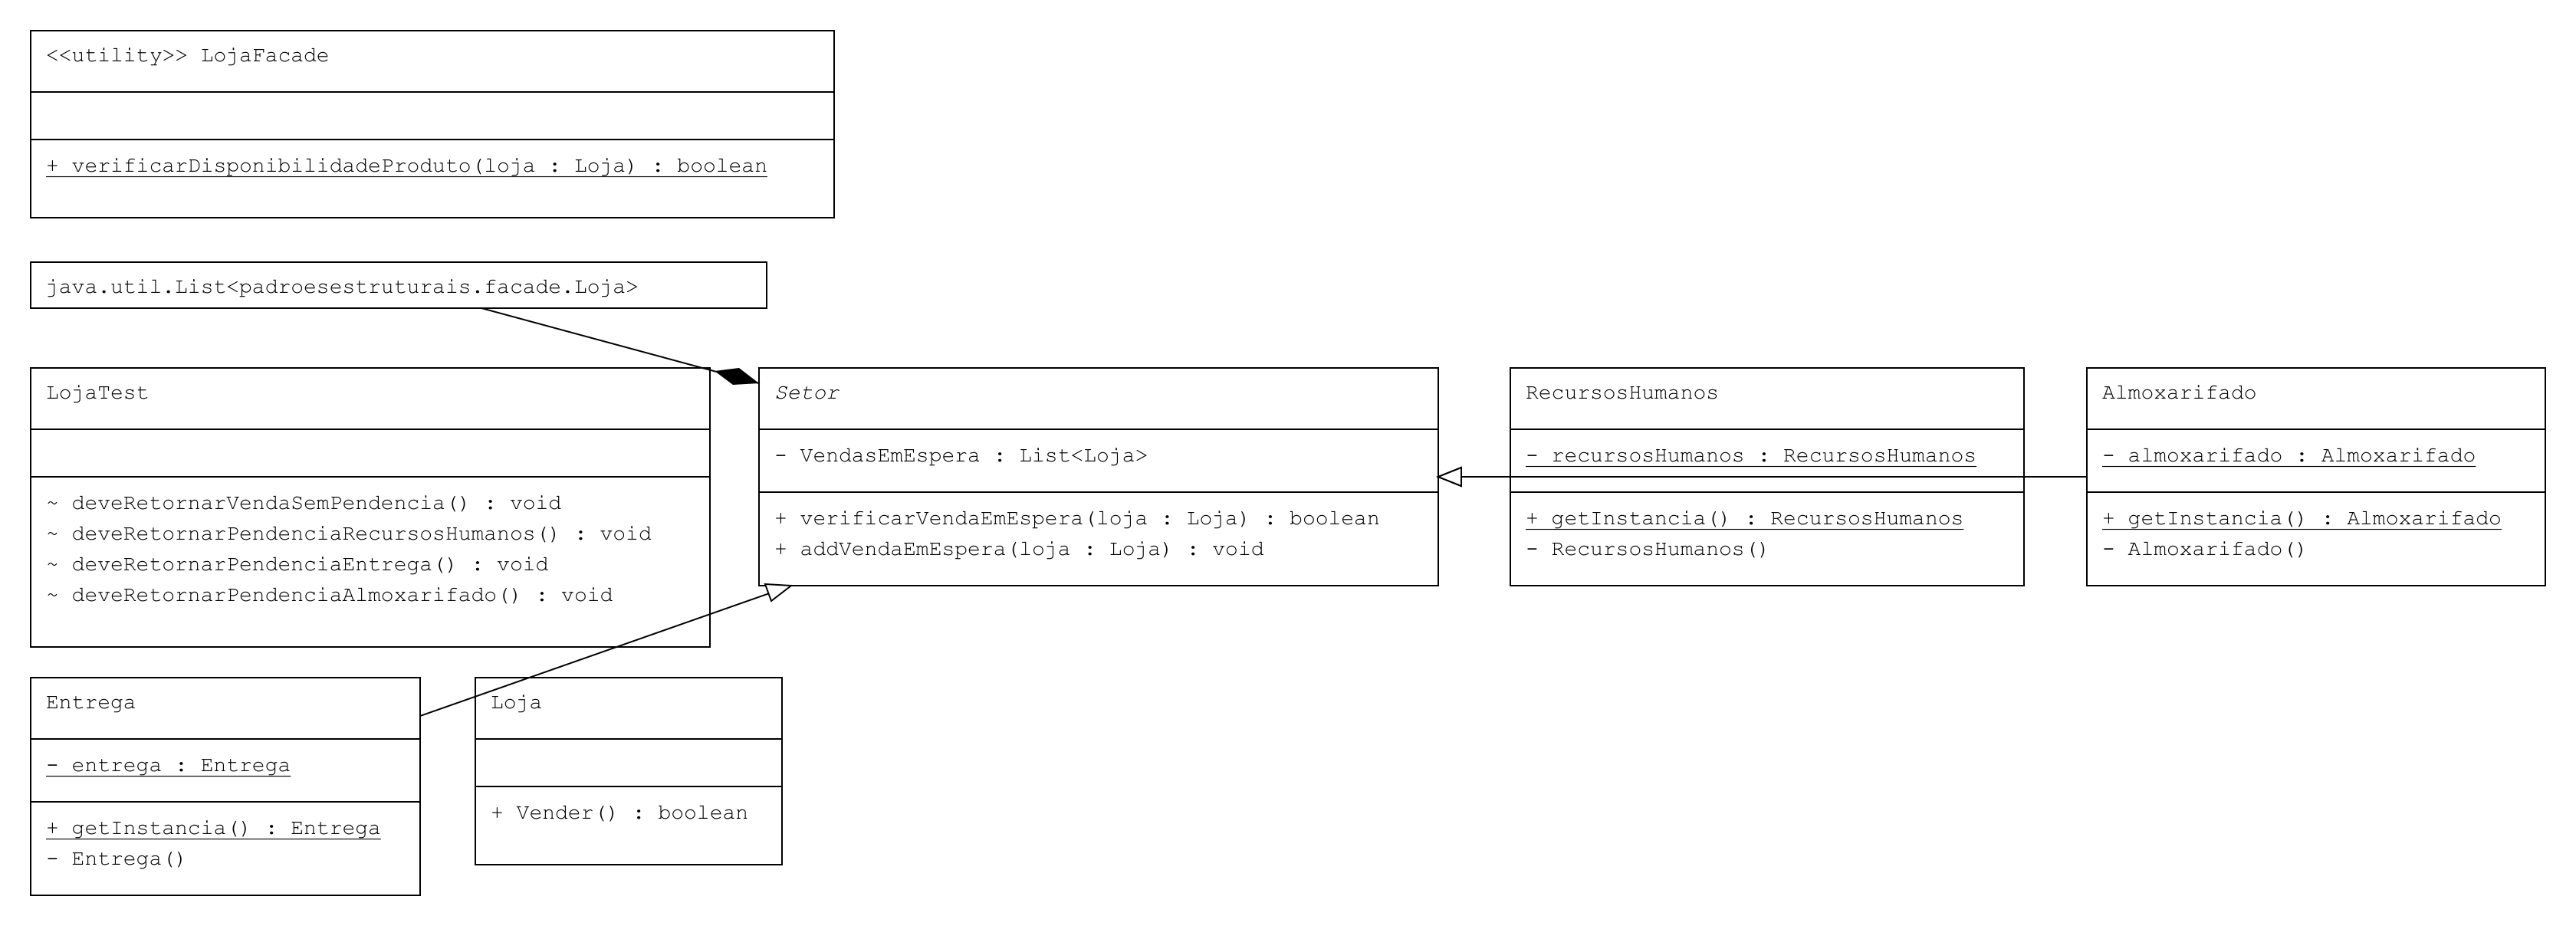 <<utility>> LojaFacade
+ verificarDisponibilidadeProduto(loja : Loja) : boolean
java.util.List<padroesestruturais.facade.Loja>
LojaTest
~ deveRetornarVendaSemPendencia() : void
~ deveRetornarPendenciaRecursosHumanos() : void
~ deveRetornarPendenciaEntrega() : void
~ deveRetornarPendenciaAlmoxarifado() : void
Setor
- VendasEmEspera : List<Loja>
+ verificarVendaEmEspera(loja : Loja) : boolean
+ addVendaEmEspera(loja : Loja) : void
RecursosHumanos
- recursosHumanos : RecursosHumanos
+ getInstancia() : RecursosHumanos
- RecursosHumanos()
Almoxarifado
- almoxarifado : Almoxarifado
+ getInstancia() : Almoxarifado
- Almoxarifado()
Entrega
- entrega : Entrega
+ getInstancia() : Entrega
- Entrega()
Loja
+ Vender() : boolean